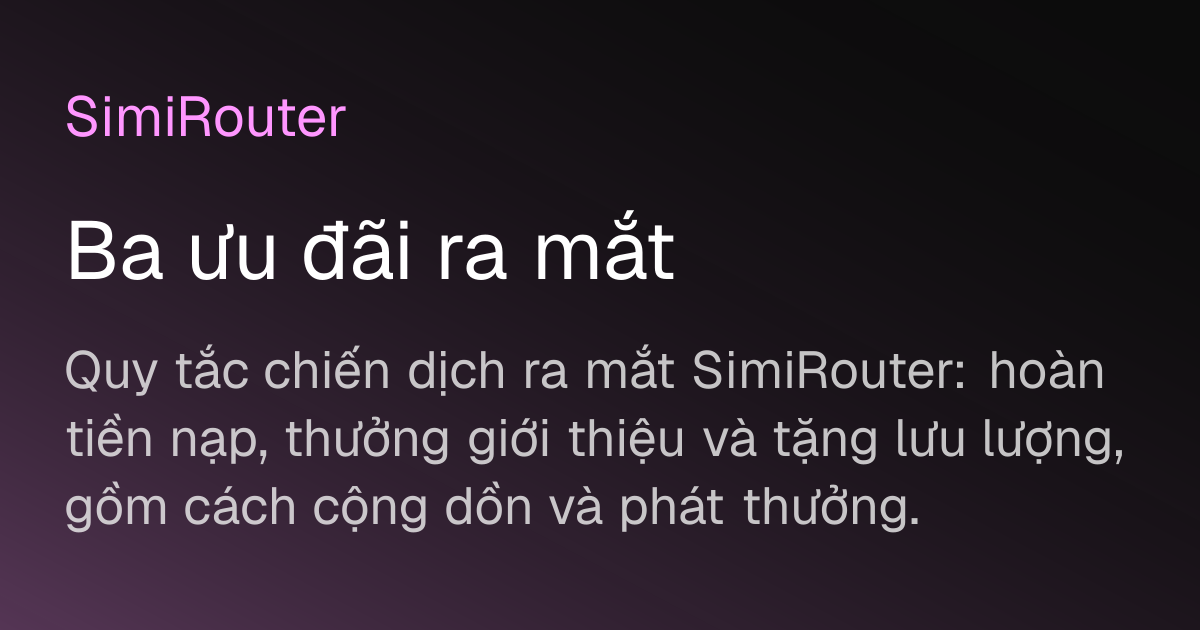 SimiRouter
Ba ưu đãi ra mắt
Quy tắc chiến dịch ra mắt SimiRouter: hoàn
tiền nạp, thưởng giới thiệu và tặng lưu lượng,
gồm cách cộng dồn và phát thưởng.